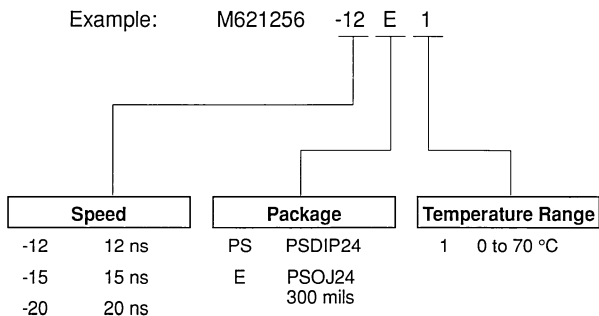 Example: M621256 -12 E 1
Speed Package Temperature Range
-12 12 ns PS PSDIP24 1 0 to 70 °C
-15 15 ns E PSOJ24
300 mils
-20 20 ns